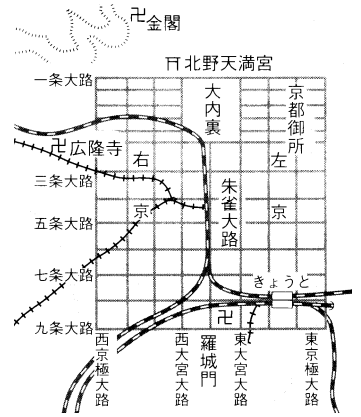 卍金閣
北野天満宮
一条大路
大内裏
京都御所
卍広隆寺
右
左
三条大路
朱雀大路
京
京
五条大路
七条大路
きょうと
卍
九条大路
西京極大路
西大宮大路
羅城門
東大宮大路
東京極大路